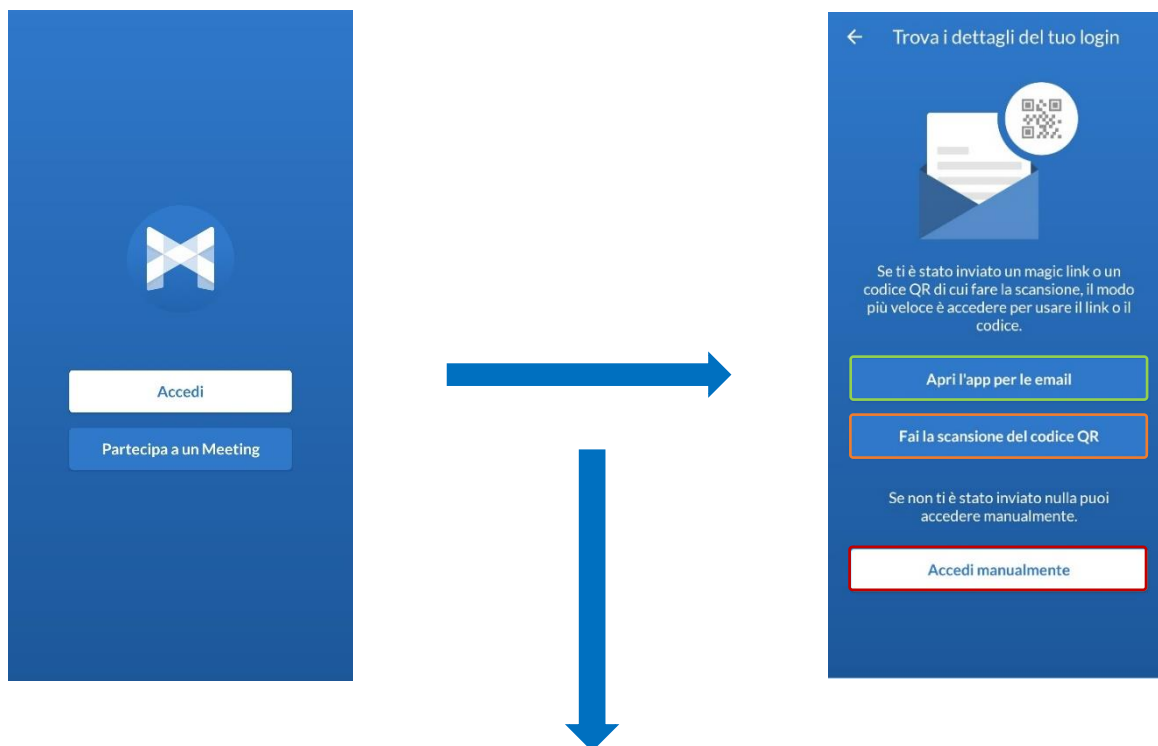 Accedi
Partecipa a un Meeting
Trova i dettagli del tuo login
Se ti è stato inviato un magic link o un
codice QR di cui fare la scansione, il modo
più veloce è accedere per usare il link o il
codice.
Apri l'app per le email
Fai la scansione del codice QR
Se non ti è stato inviato nulla puoi
accedere manualmente.
Accedi manualmente